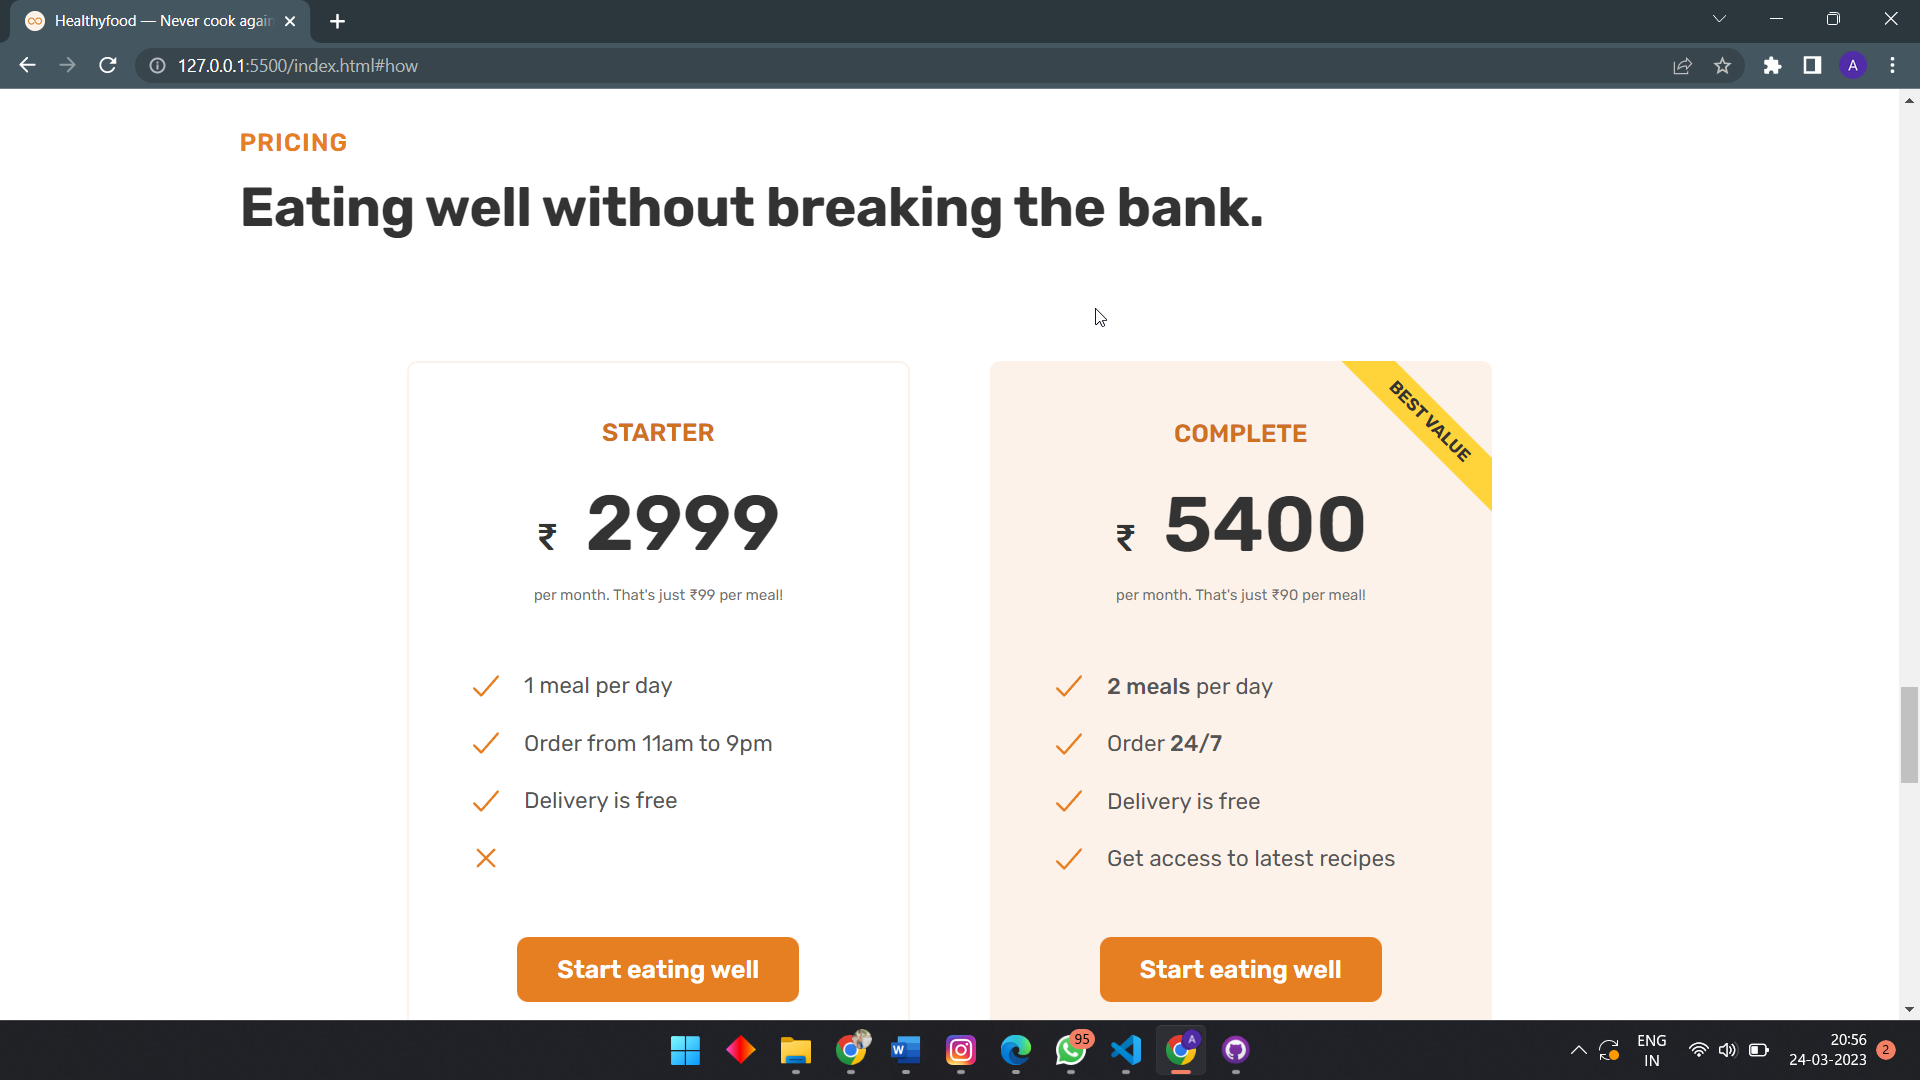 Healthyfood — Never cook again
127.0.0.1:5500/index.html#how
A
PRICING
Eating well without breaking the bank.
STARTER
₹ 2999
per month. That's just ₹99 per meal!
1 meal per day
Order from 11am to 9pm
Delivery is free
Start eating well
BEST VALUE
COMPLETE
₹ 5400
per month. That's just ₹90 per meal!
2 meals per day
Order 24/7
Delivery is free
Get access to latest recipes
Start eating well
W
95
A
ENG
IN
20:56
24-03-2023
2